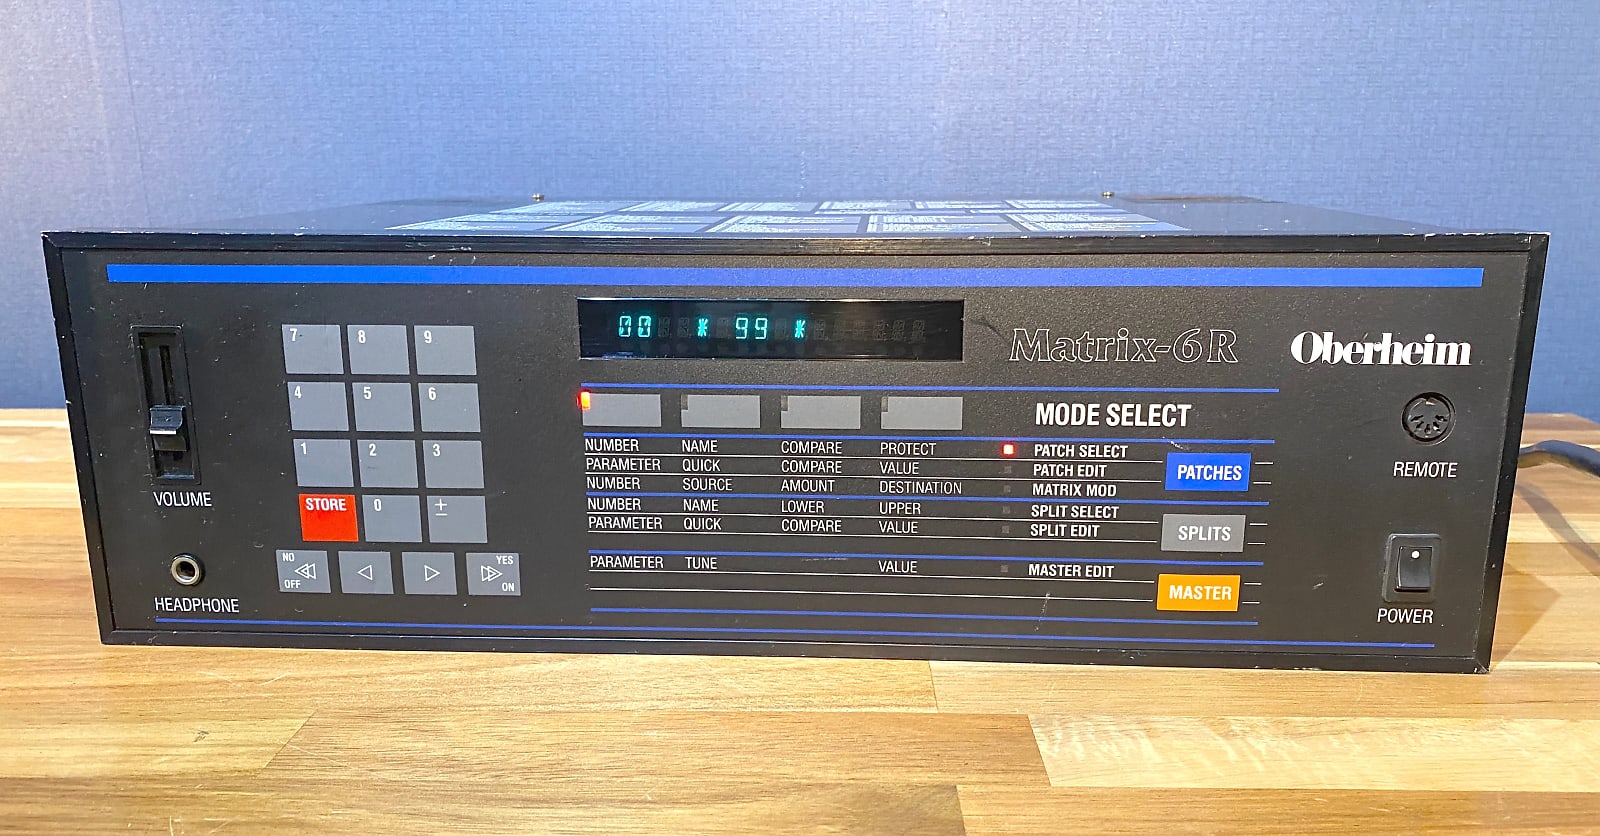 00 * 99 *
Matrix-6R
Oberheim
7 8 9
4 5 6
1 2 3
STORE 0 ±
NO YES
OFF ON
VOLUME
HEADPHONE
MODE SELECT
NUMBER NAME COMPARE PROTECT PATCH SELECT
PARAMETER QUICK COMPARE VALUE PATCH EDIT
NUMBER SOURCE AMOUNT DESTINATION MATRIX MOD
PATCHES
NUMBER NAME LOWER UPPER SPLIT SELECT
PARAMETER QUICK COMPARE VALUE SPLIT EDIT
SPLITS
PARAMETER TUNE VALUE MASTER EDIT
MASTER
REMOTE
POWER